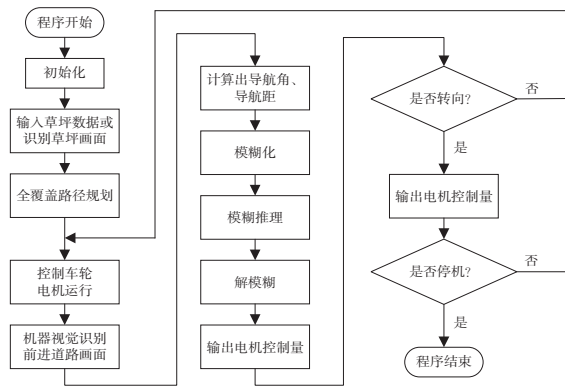 程序开始
初始化
输入草坪数据或
识别草坪画面
全覆盖路径规划
控制车轮
电机运行
机器视觉识别
前进道路画面
计算出导航角、
导航距
模糊化
模糊推理
解模糊
输出电机控制量
是否转向?
否
是
输出电机控制量
是否停机?
否
是
程序结束